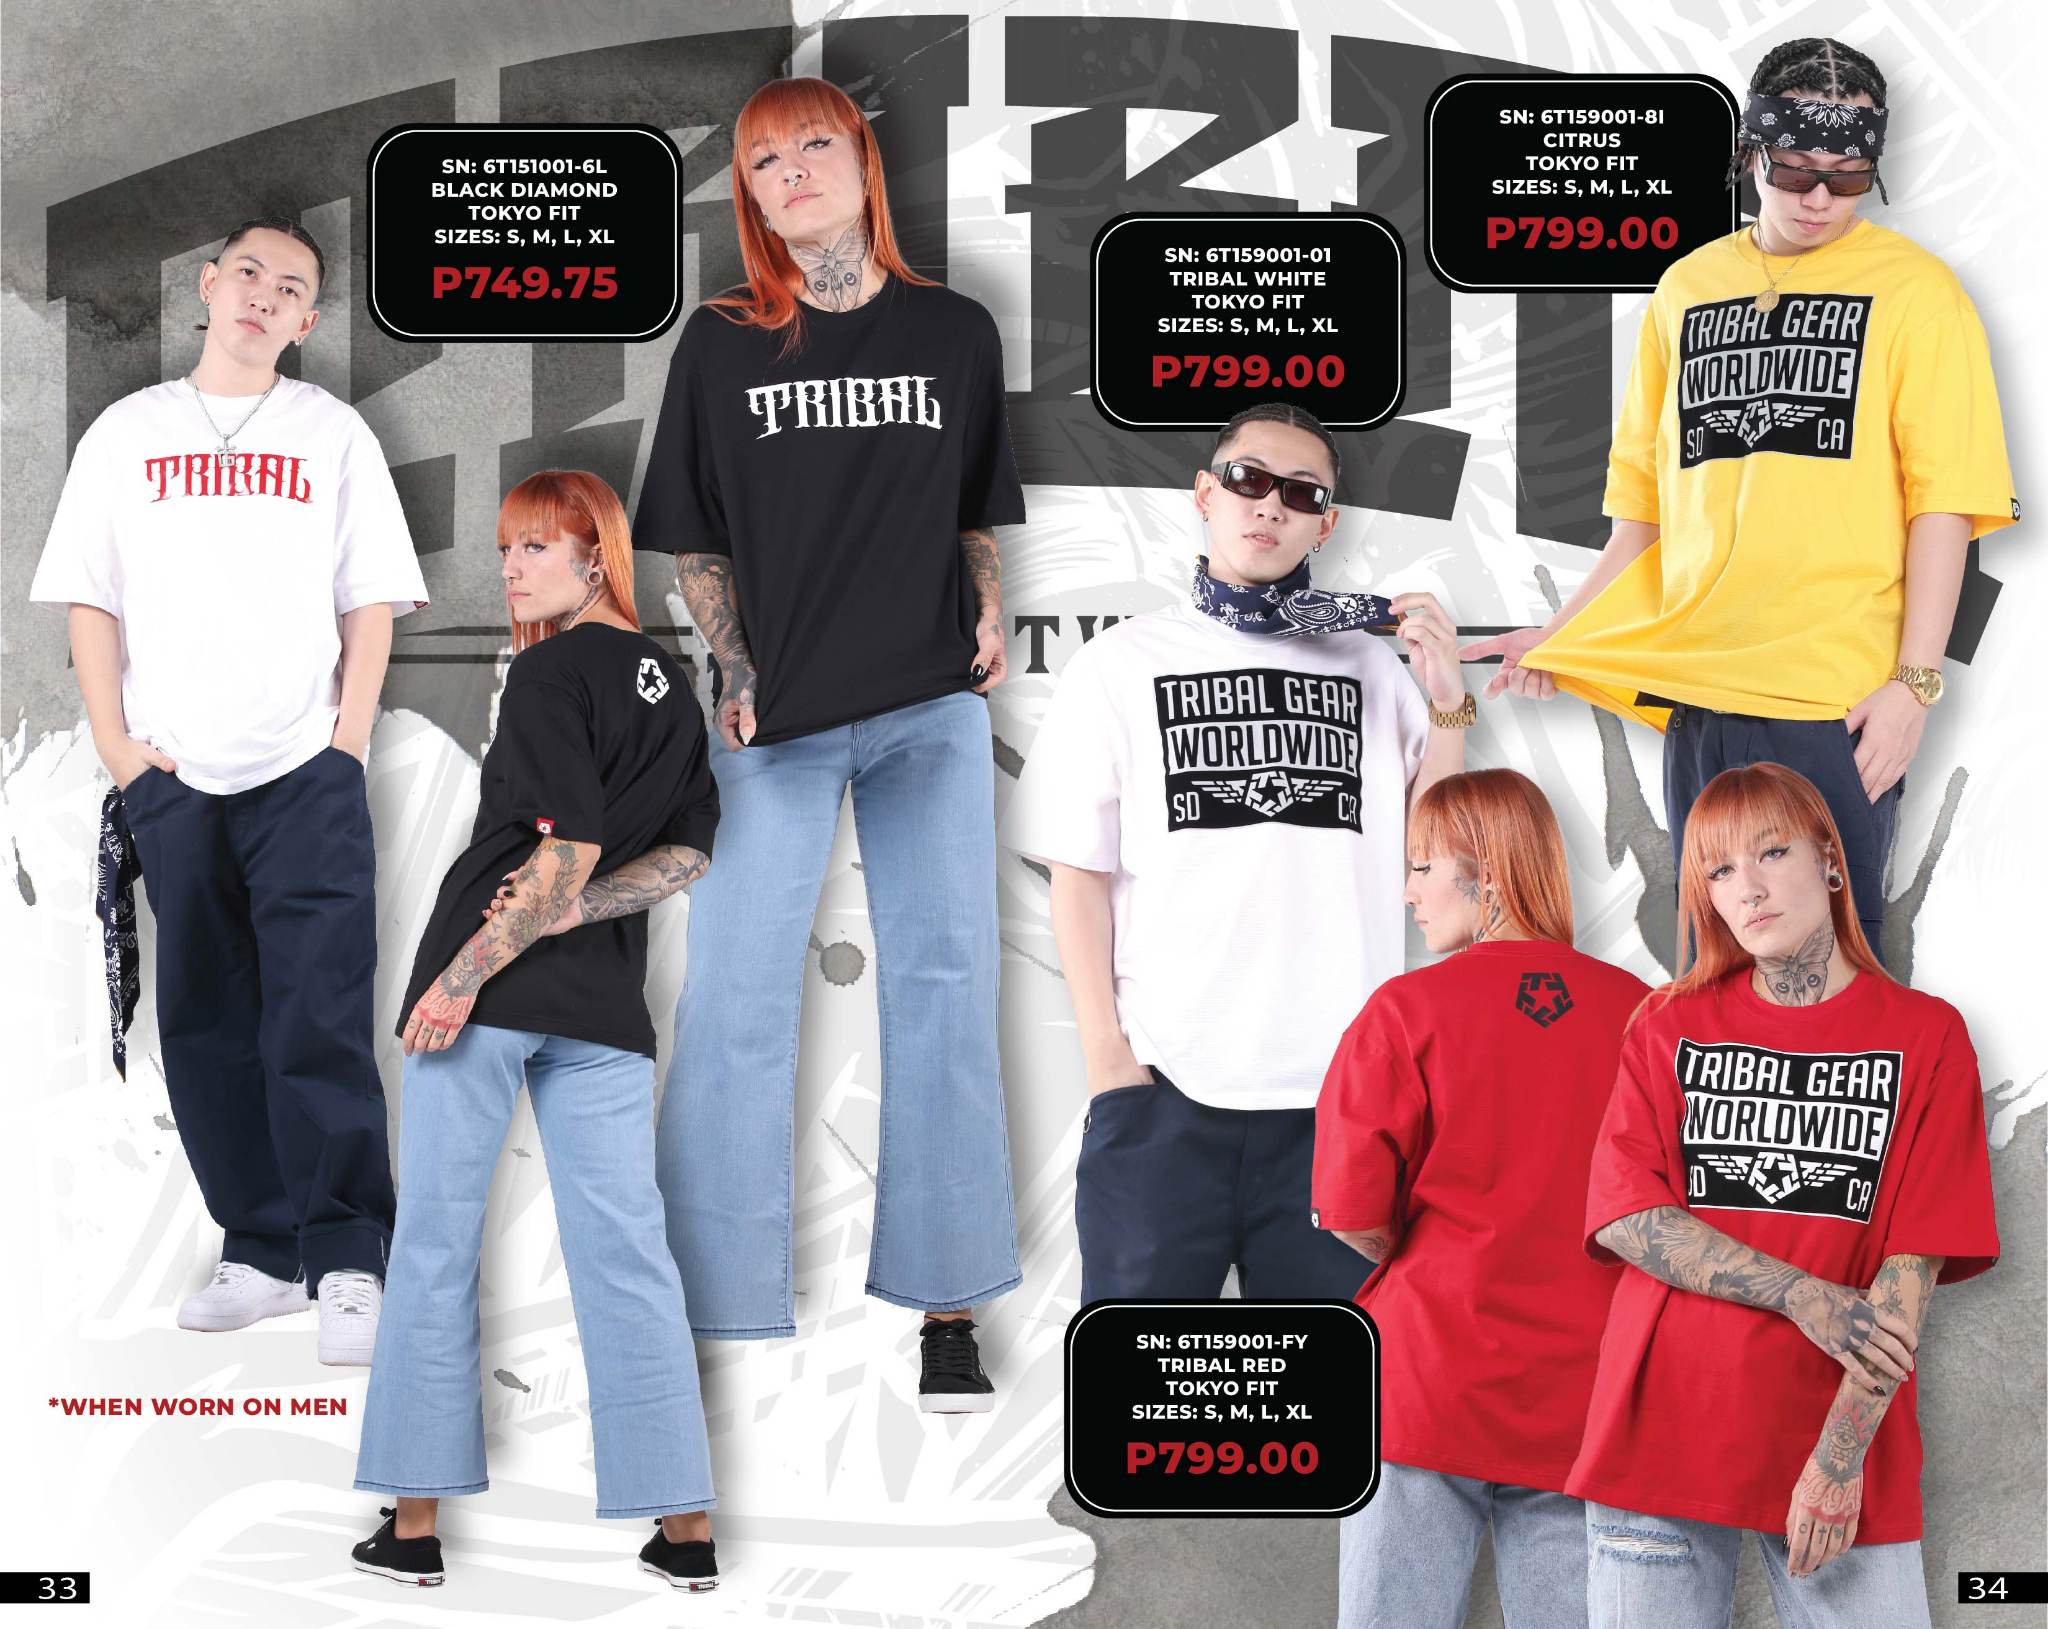 SN: 6T151001-6L
BLACK DIAMOND
TOKYO FIT
SIZES: S, M, L, XL
P749.75
TRIBAL
TRIBAL
*WHEN WORN ON MEN
33
SN: 6T159001-01
TRIBAL WHITE
TOKYO FIT
SIZES: S, M, L, XL
P799.00
SN: 6T159001-8I
CITRUS
TOKYO FIT
SIZES: S, M, L, XL
P799.00
TRIBAL GEAR
WORLDWIDE
SD CA
TRIBAL GEAR
WORLDWIDE
SD CA
TRIBAL GEAR
WORLDWIDE
SD CA
SN: 6T159001-FY
TRIBAL RED
TOKYO FIT
SIZES: S, M, L, XL
P799.00
34